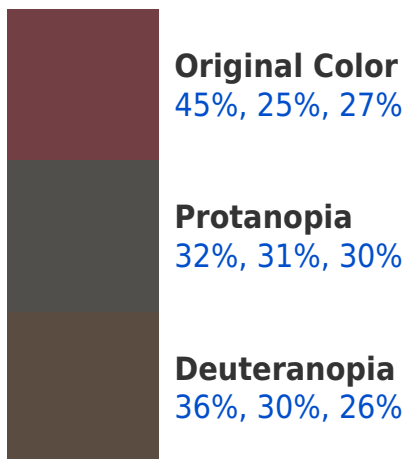 Original Color
45%, 25%, 27%
Protanopia
32%, 31%, 30%
Deuteranopia
36%, 30%, 26%